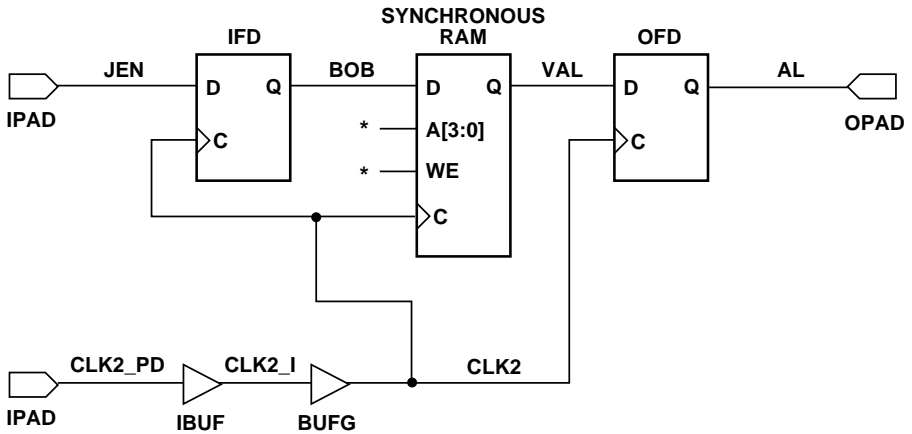 SYNCHRONOUS
IFD
RAM
OFD
JEN
BOB
VAL
AL
D
Q
D
Q
D
Q
IPAD
OPAD
*
A[3:0]
C
C
*
WE
C
CLK2_PD
CLK2_I
CLK2
IPAD
IBUF
BUFG